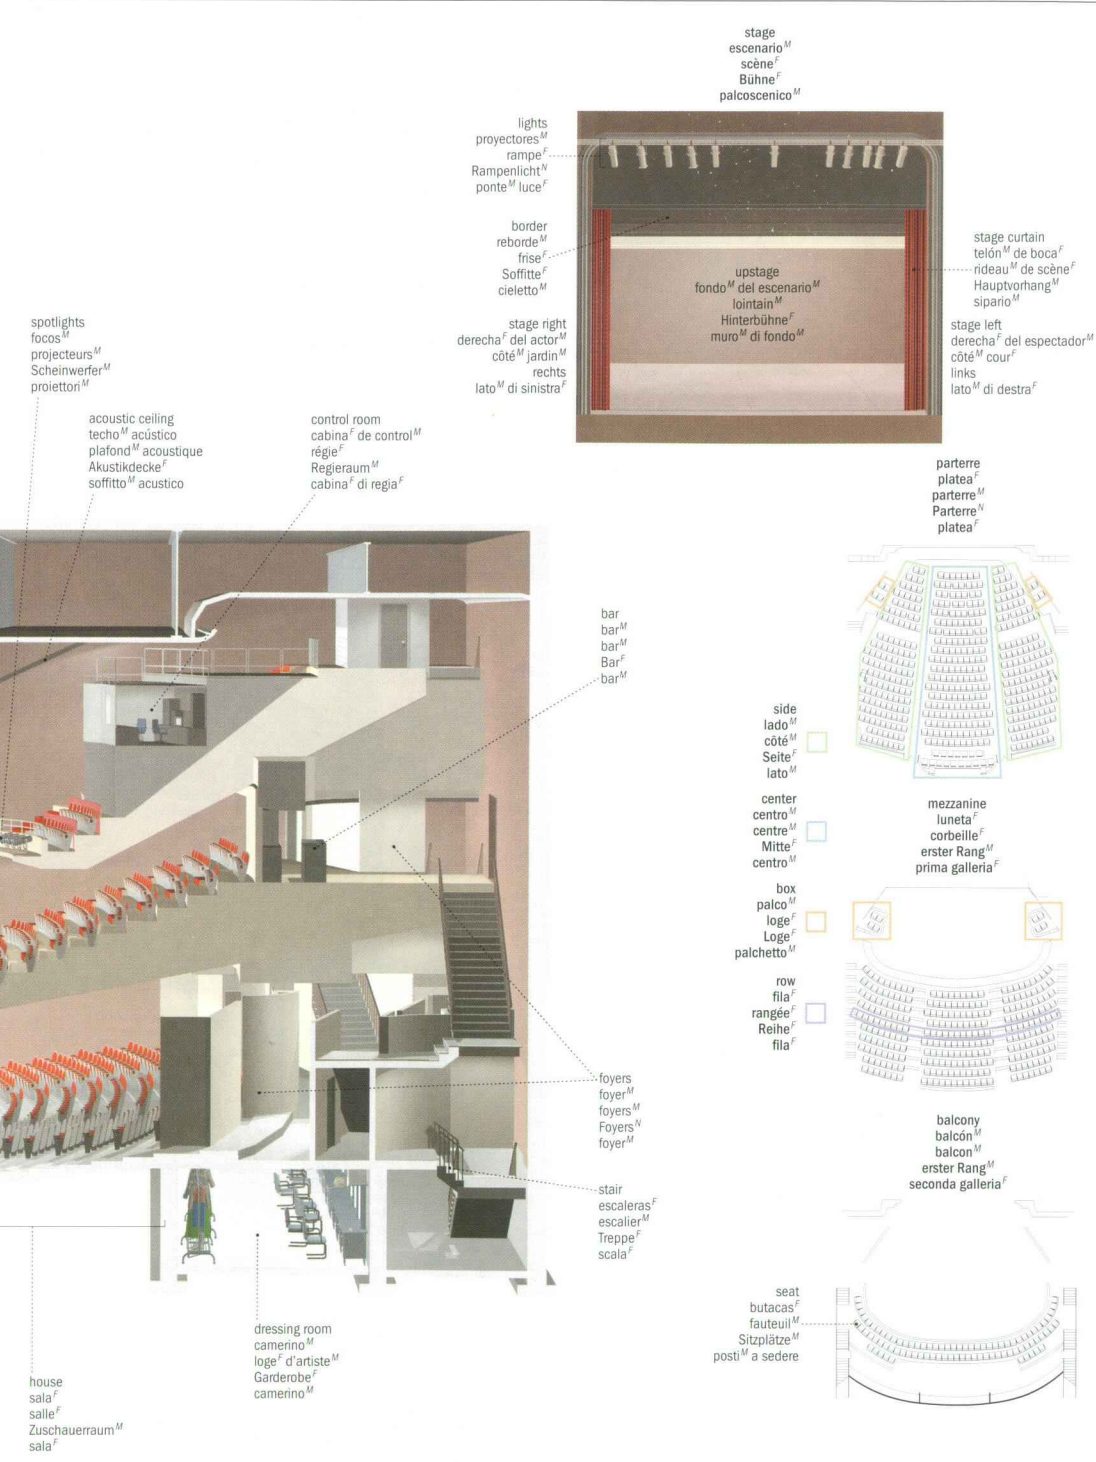 stage
escenario^M
scène^F
Bühne^F
palcoscenico^M
lights
proyectores^M
rampe^F
Rampenlicht^N
ponte^M luce^F
border
reborde^M
frise^F
Soffitte^F
cieletto^M
stage curtain
telón^M de boca^F
rideau^M de scène^F
Hauptvorhang^M
sipario^M
upstage
fondo^M del escenario^M
lointain^M
Hinterbühne^F
muro^M di fondo^M
stage right
derecha^F del actor^M
côté^M jardin^M
rechts
lato^M di sinistra^F
stage left
derecha^F del espectador^M
côté^M cour^F
links
lato^M di destra^F
spotlights
focos^M
projecteurs^M
Scheinwerfer^M
proiettori^M
acoustic ceiling
techo^M acústico
plafond^M acoustique
Akustikdecke^F
soffitto^M acustico
control room
cabina^F de control^M
régie^F
Regieraum^M
cabina^F di regia^F
parterre
platea^F
parterre^M
Parterre^N
platea^F
bar
bar^M
bar^M
Bar^F
bar^M
side
lado^M
côté^M
Seite^F
lato^M
center
centro^M
centre^M
Mitte^F
centro^M
mezzanine
luneta^F
corbeille^F
erster Rang^M
prima galleria^F
box
palco^M
loge^F
Loge^F
palchetto^M
row
fila^F
rangée^F
Reihe^F
fila^F
foyers
foyer^M
foyers^M
Foyers^N
foyer^M
balcony
balcón^M
balcon^M
erster Rang^M
seconda galleria^F
stair
escaleras^F
escalier^M
Treppe^F
scala^F
seat
butacas^F
fauteuil^M
Sitzplätze^M
posti^M a sedere
dressing room
camerino^M
loge^F d'artiste^M
Garderobe^F
camerino^M
house
sala^F
salle^F
Zuschauerraum^M
sala^F